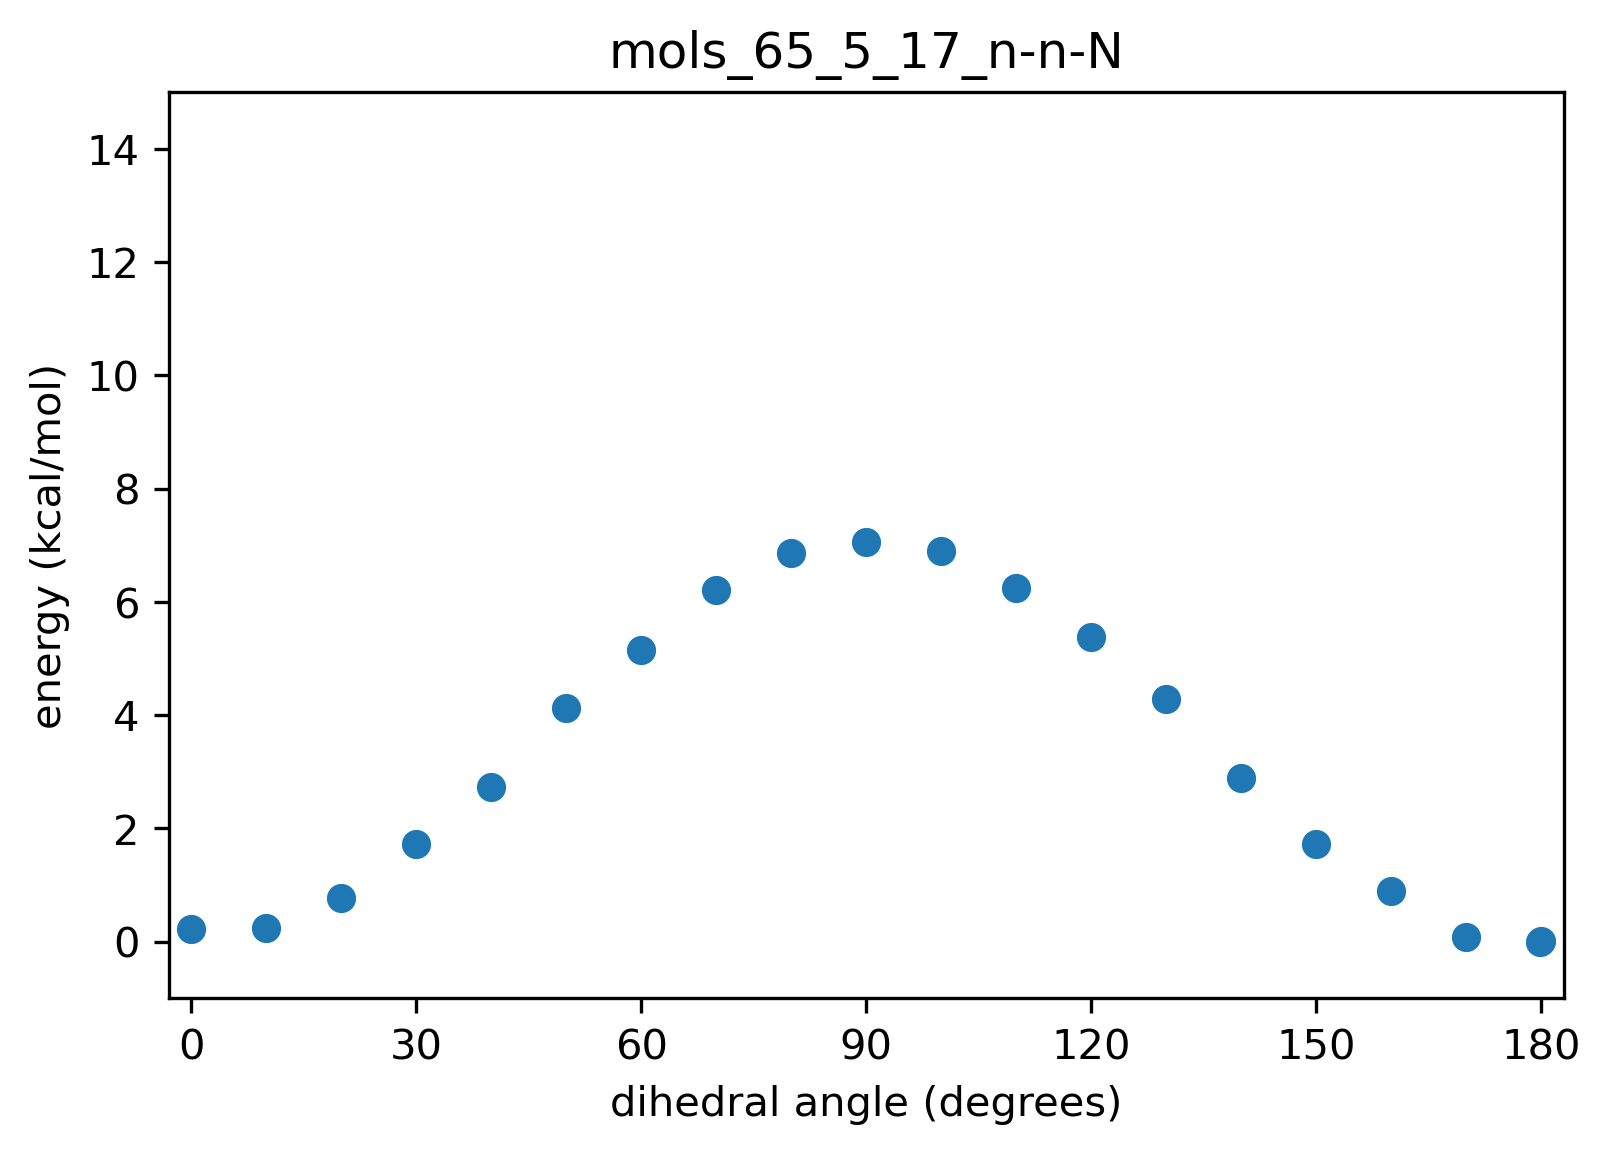 mols_65_5_17_n-n-N
14
12
10
8
6
4
2
0
energy (kcal/mol)
0 30 60 90 120 150 180
dihedral angle (degrees)